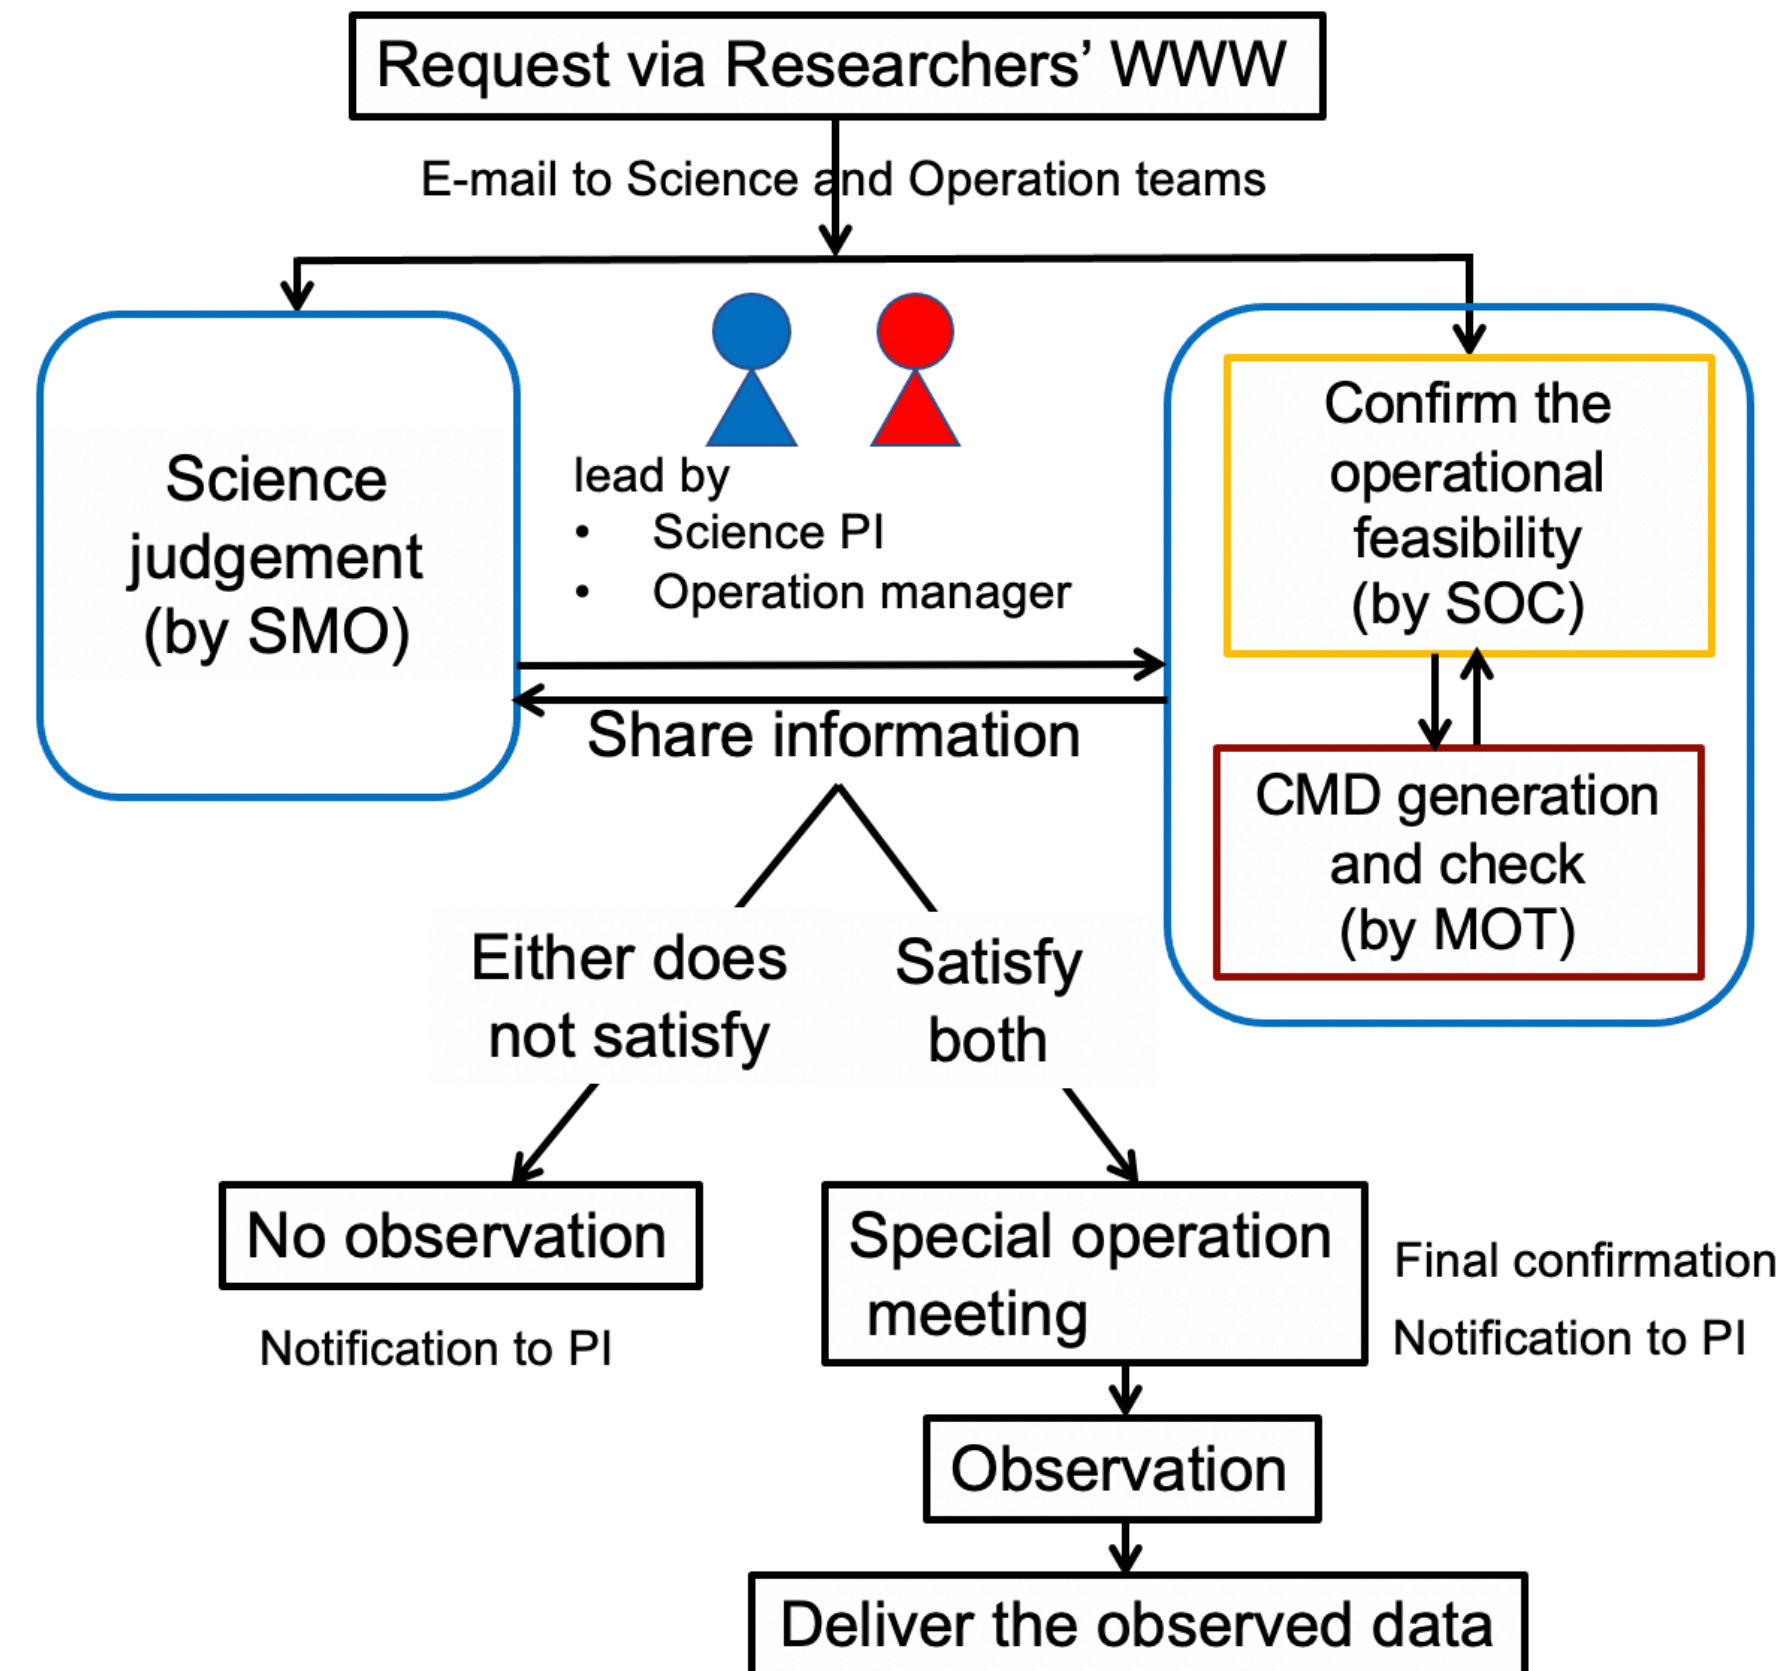 Request via Researchers’ WWW
E-mail to Science and Operation teams
Science
judgement
(by SMO)
lead by
• Science PI
• Operation manager
Confirm the
operational
feasibility
(by SOC)
Share information
CMD generation
and check
(by MOT)
Either does
not satisfy
Satisfy
both
No observation
Notification to PI
Special operation
meeting
Final confirmation
Notification to PI
Observation
Deliver the observed data